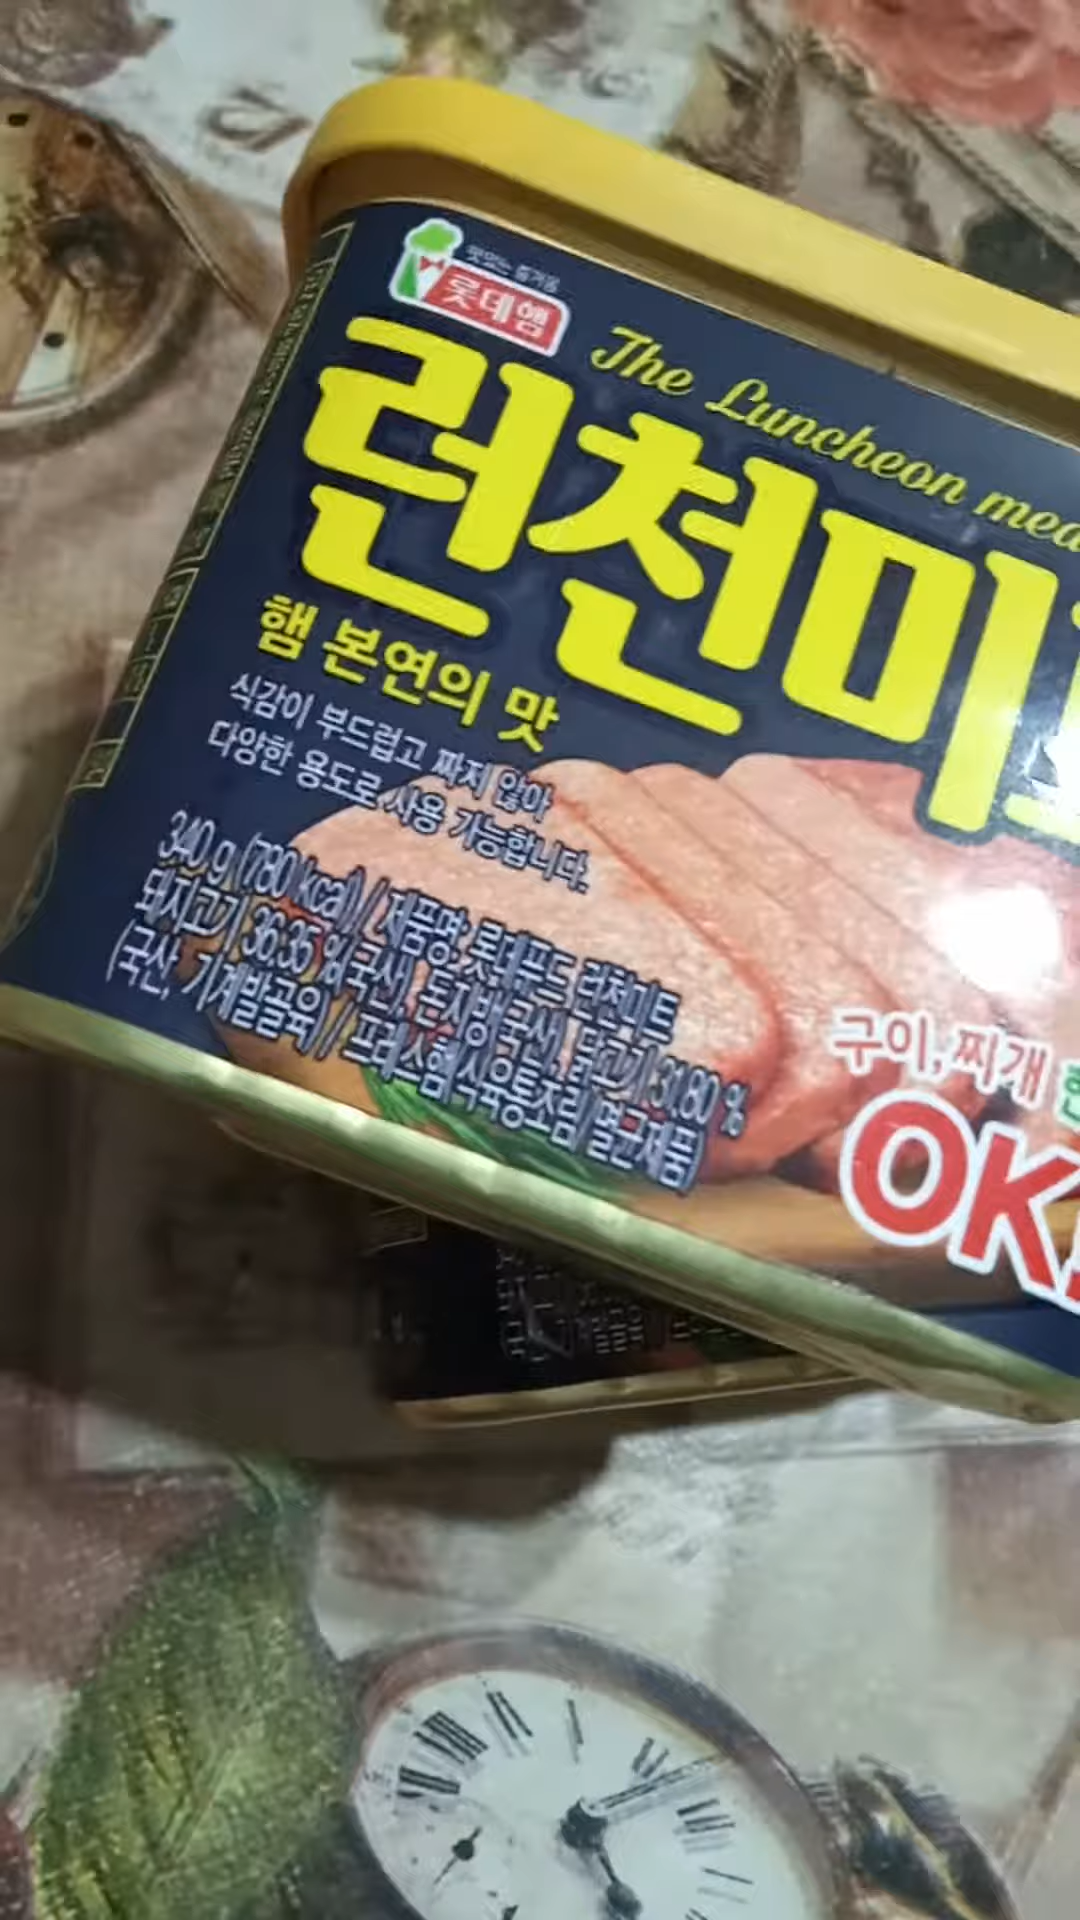 맛있는 즐거움
롯데햄
The Luncheon mea
런천미
햄 본연의 맛
식감이 부드럽고 짜지 않아
다양한 용도로 사용 가능합니다.
340 g (780 kcal) / 제품명: 롯데푸드 런천미트
돼지고기 36.35 %(국산), 돈지방(국산), 닭고기 31.80 %
(국산, 기계발골육) / 프레스햄 식육통조림(멸균제품)
구이, 찌개
OK